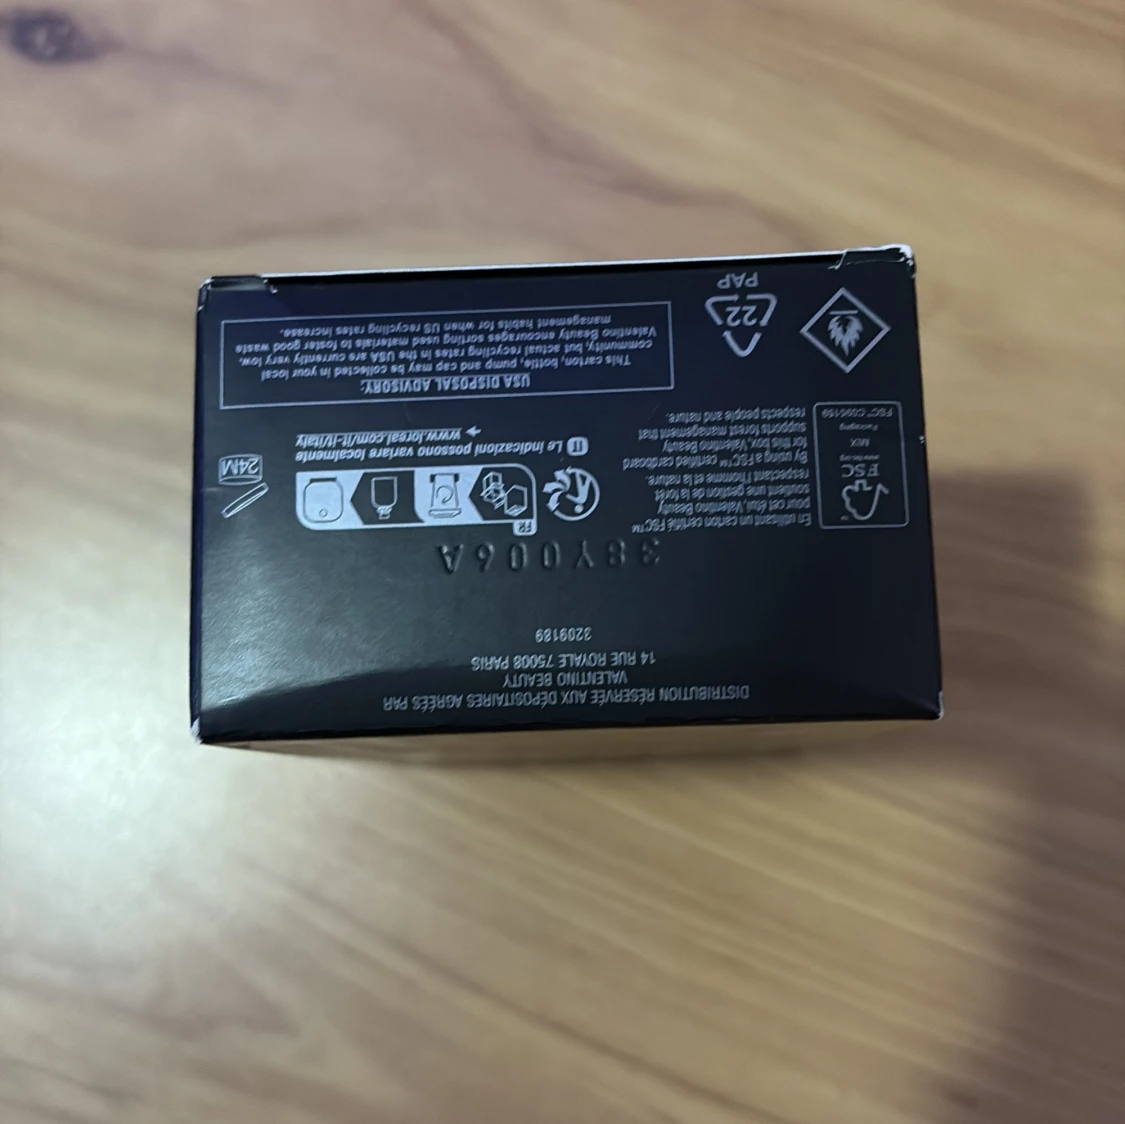 DISTRIBUTION RÉSERVÉE AUX DÉPOSITAIRES AGRÉÉS PAR
VALENTINO BEAUTY
14 RUE ROYALE 75008 PARIS
3209189
38Y006A
En utilisant un carton certifié FSC™
pour cet étui, Valentino Beauty
soutient une gestion de la forêt
respectant l'homme et la nature.
By using a FSC™ certified cardboard
for this box, Valentino Beauty
supports forest management that
respects people and nature.
FSC
www.fsc.org
MIX
Packaging
FSC™ C095189
FR
IT Le indicazioni possono variare localmente
www.loreal.com/it-it/italy
24M
USA DISPOSAL ADVISORY:
This carton, bottle, pump and cap may be collected in your local
community, but actual recycling rates in the USA are currently very low.
Valentino Beauty encourages sorting used materials to foster good waste
management habits for when US recycling rates increase.
22
PAP